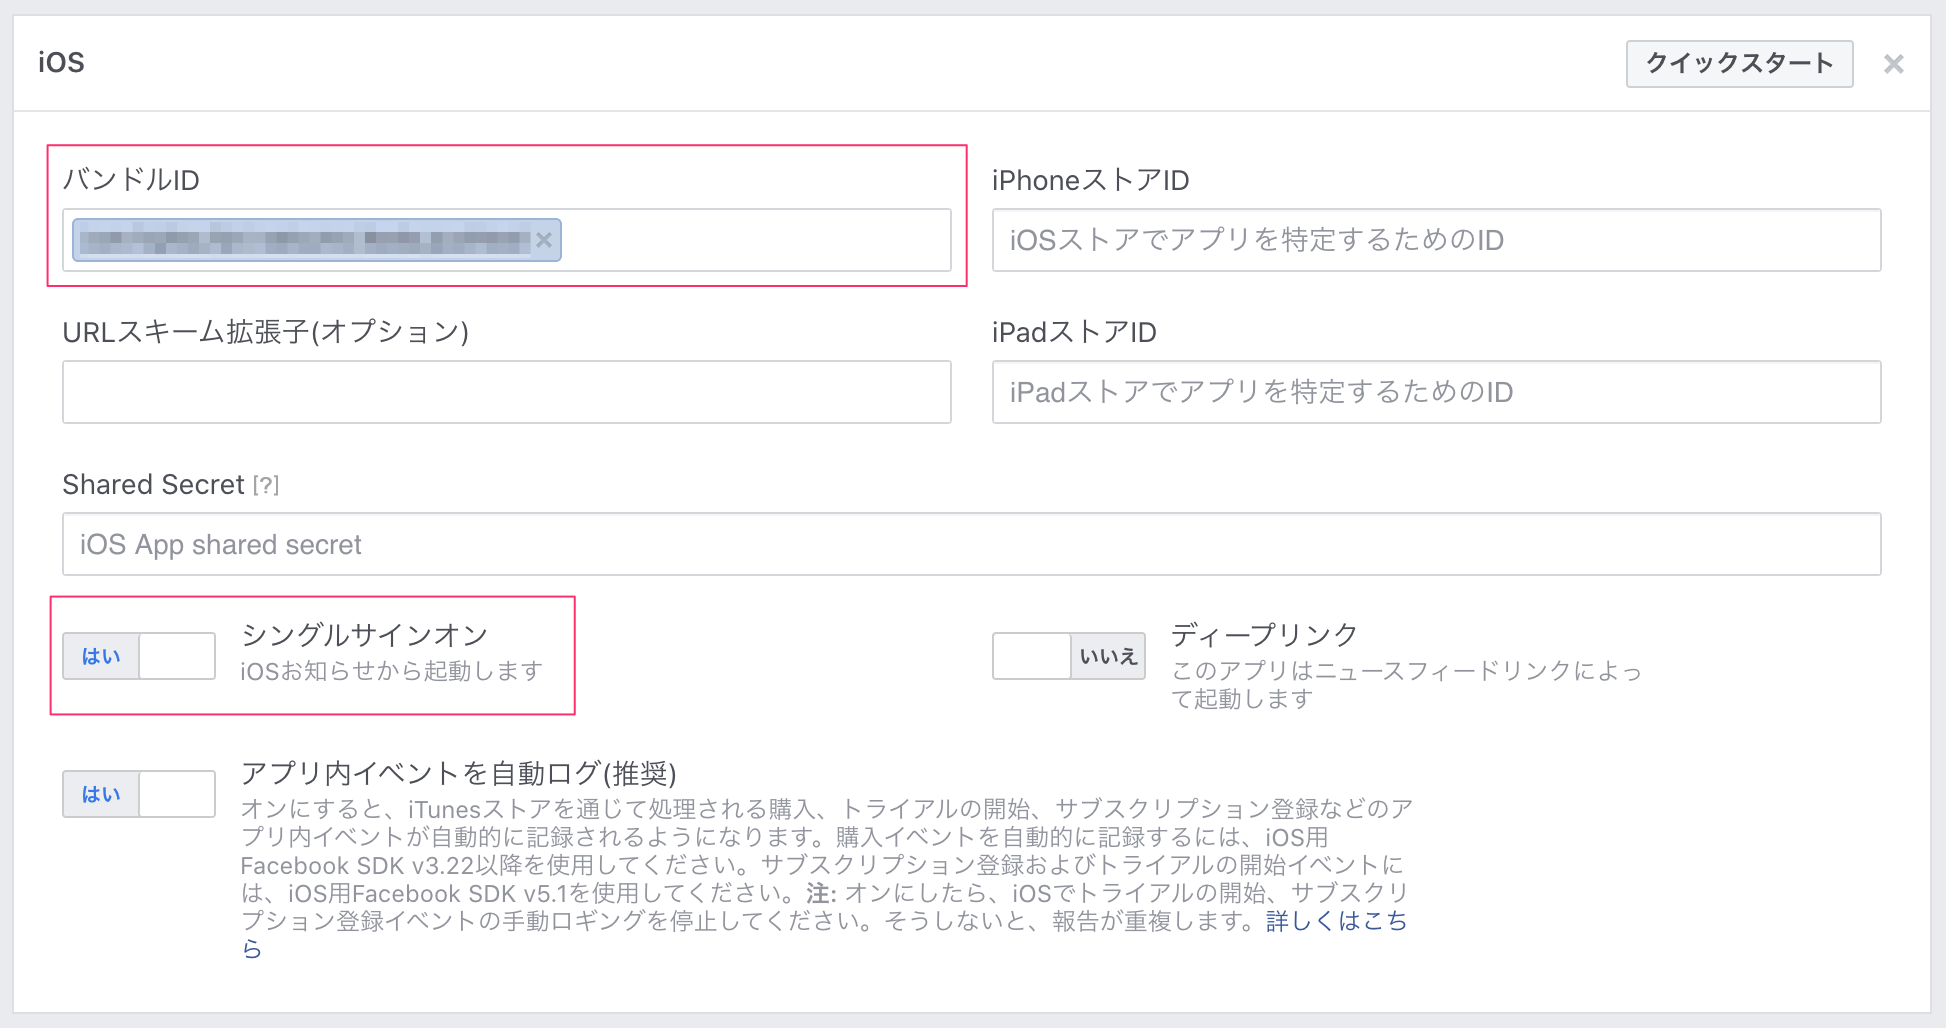 iOS
クイックスタート
バンドルID
iPhoneストアID
iOSストアでアプリを特定するためのID
URLスキーム拡張子(オプション)
iPadストアID
iPadストアでアプリを特定するためのID
Shared Secret [?]
iOS App shared secret
はい
シングルサインオン
iOSお知らせから起動します
いいえ
ディープリンク
このアプリはニュースフィードリンクによっ
て起動します
はい
アプリ内イベントを自動ログ(推奨)
オンにすると、iTunesストアを通じて処理される購入、トライアルの開始、サブスクリプション登録などのア
プリ内イベントが自動的に記録されるようになります。購入イベントを自動的に記録するには、iOS用
Facebook SDK v3.22以降を使用してください。サブスクリプション登録およびトライアルの開始イベントに
は、iOS用Facebook SDK v5.1を使用してください。注: オンにしたら、iOSでトライアルの開始、サブスクリ
プション登録イベントの手動ロギングを停止してください。そうしないと、報告が重複します。詳しくはこち
ら